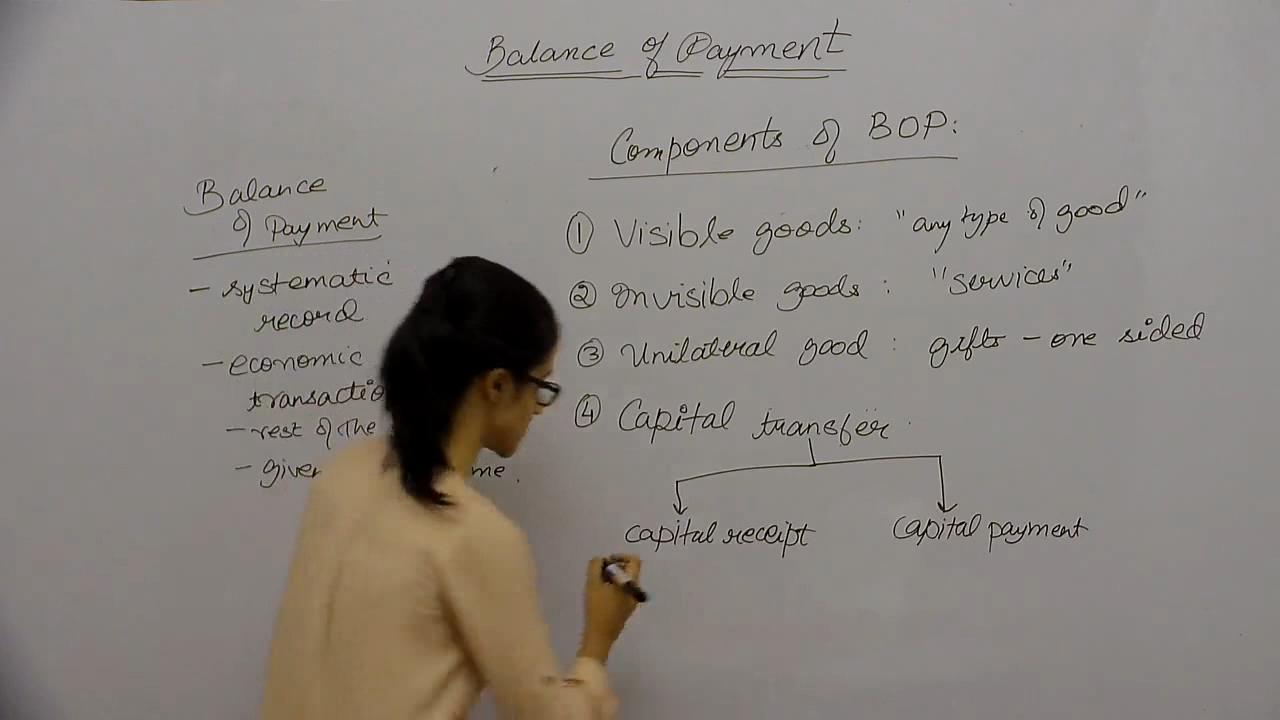 Balance of Payment
Components of BOP:
Balance
of Payment
- systematic
record
- economic
- rest of the
① Visible goods: "any type of good"
② Invisible goods: "services"
③ Unilateral good: gifts - one sided
④ Capital transfer
capital receipt
Capital payment